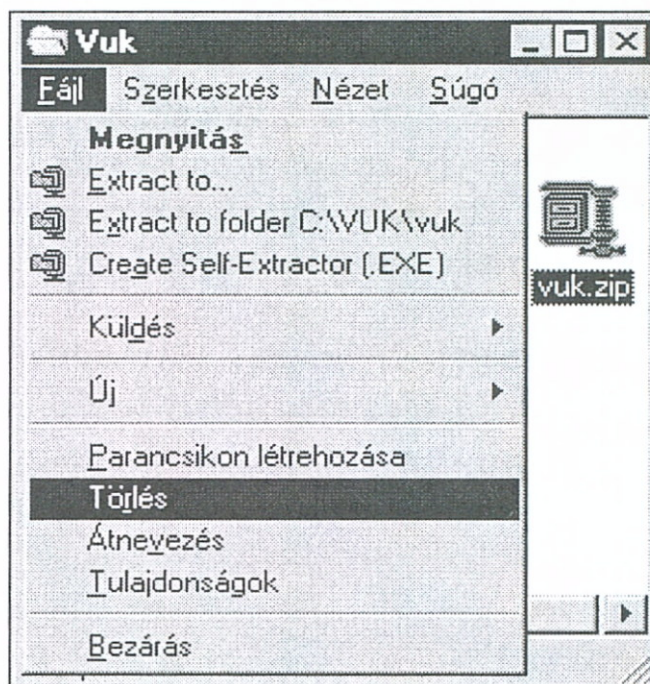 Vuk
Fájl Szerkesztés Nézet Súgó
Megnyitás
Extract to...
Extract to folder C:\VUK\vuk
Create Self-Extractor (.EXE)
vuk.zip
Küldés
Új
Parancsikon létrehozása
Törlés
Átnevezés
Tulajdonságok
Bezárás